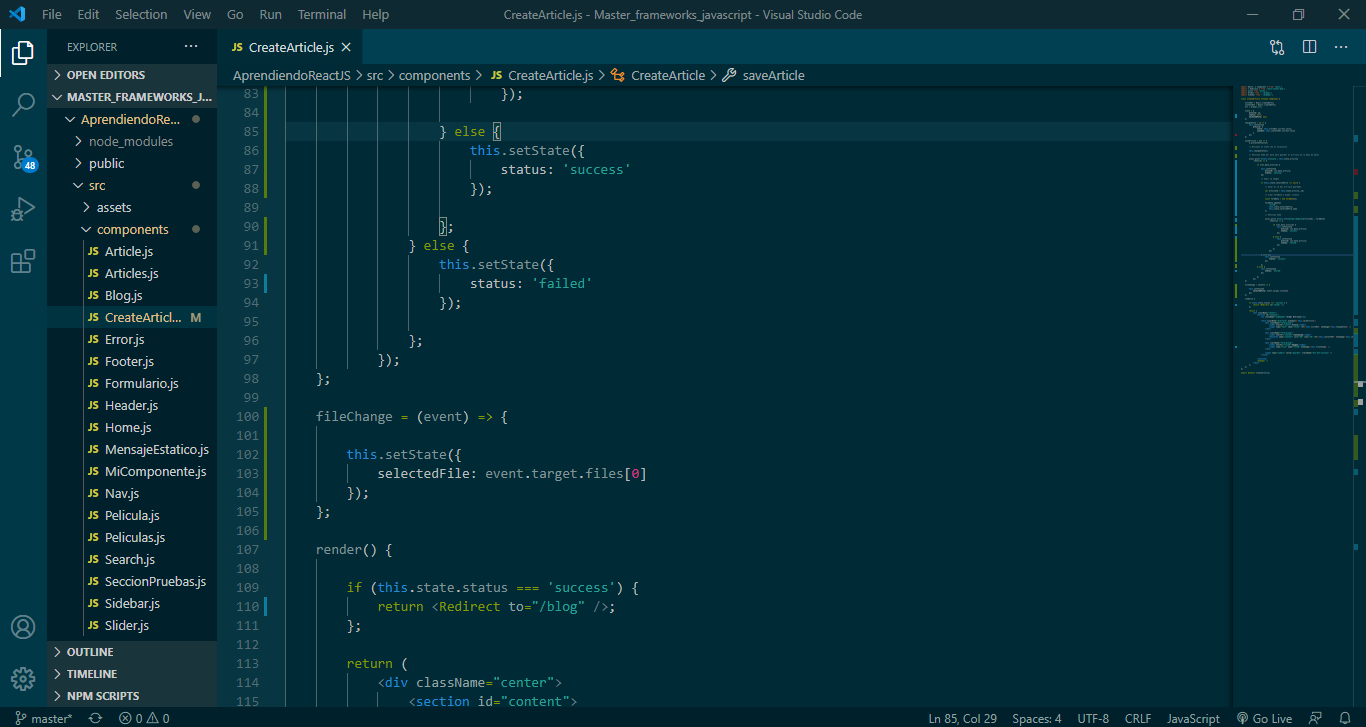 File Edit Selection View Go Run Terminal Help CreateArticle.js - Master_frameworks_javascript - Visual Studio Code
EXPLORER ···
JS CreateArticle.js
AprendiendoReactJS > src > components > JS CreateArticle.js > CreateArticle > saveArticle
OPEN EDITORS
MASTER_FRAMEWORKS_J...
AprendiendoRe...
node_modules
public
src
assets
components
JS Article.js
JS Articles.js
JS Blog.js
JS CreateArticl... M
JS Error.js
JS Footer.js
JS Formulario.js
JS Header.js
JS Home.js
JS MensajeEstatico.js
JS MiComponente.js
JS Nav.js
JS Pelicula.js
JS Peliculas.js
JS Search.js
JS SeccionPruebas.js
JS Sidebar.js
JS Slider.js
OUTLINE
TIMELINE
NPM SCRIPTS
48
83 });
84
85 } else {
86 this.setState({
87 status: 'success'
88 });
89
90 };
91 } else {
92 this.setState({
93 status: 'failed'
94 });
95
96 };
97 });
98 };
99
100 fileChange = (event) => {
101
102 this.setState({
103 selectedFile: event.target.files[0]
104 });
105 };
106
107 render() {
108
109 if (this.state.status === 'success') {
110 return <Redirect to="/blog" />;
111 };
112
113 return (
114 <div className="center">
115 <section id="content">
master* 0 0 Ln 85, Col 29 Spaces: 4 UTF-8 CRLF JavaScript Go Live